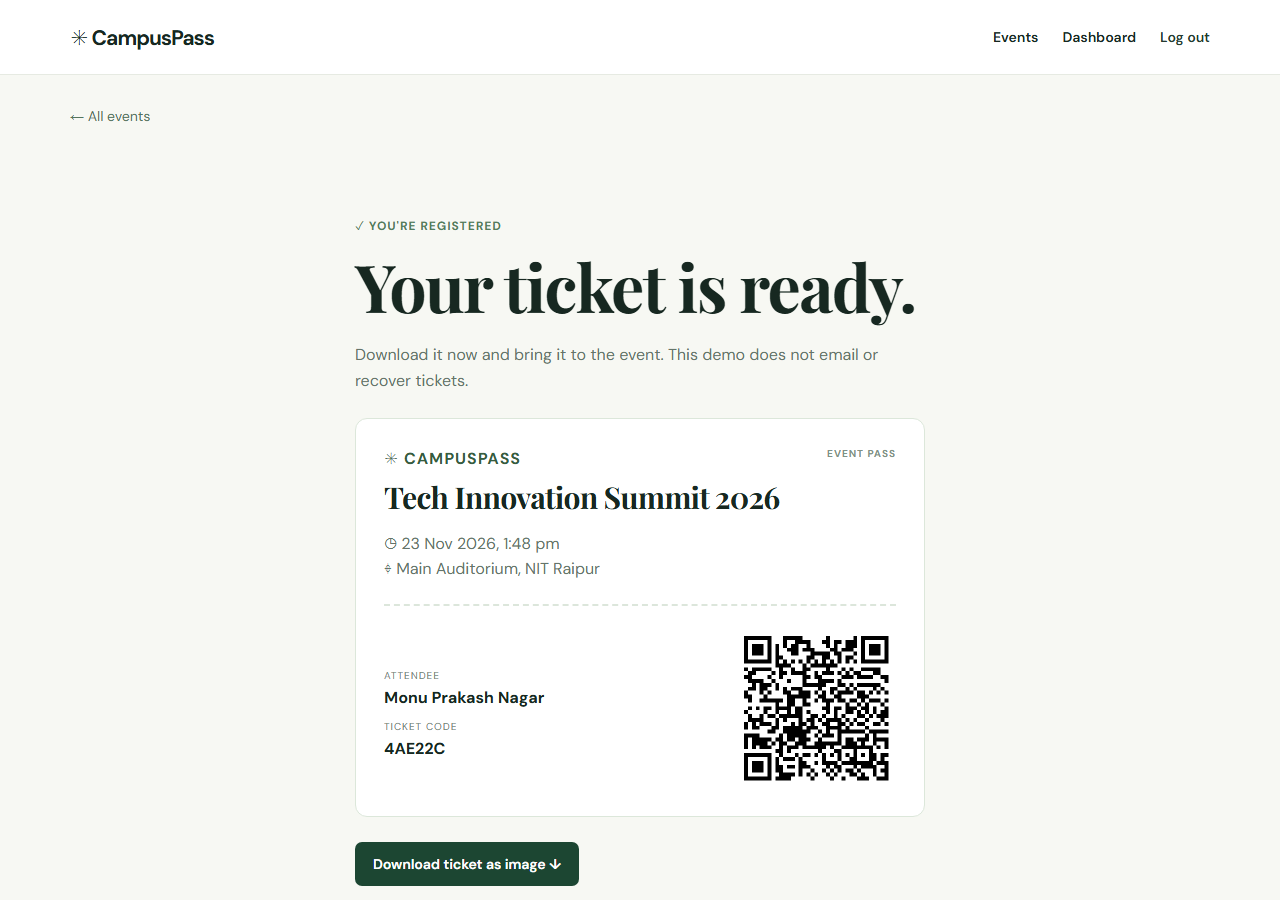 ✳ CampusPass
Events Dashboard Log out
← All events
✓ YOU'RE REGISTERED
Your ticket is ready.
Download it now and bring it to the event. This demo does not email or
recover tickets.
✳ CAMPUSPASS
EVENT PASS
Tech Innovation Summit 2026
◷ 23 Nov 2026, 1:48 pm
⌖ Main Auditorium, NIT Raipur
ATTENDEE
Monu Prakash Nagar
TICKET CODE
4AE22C
Download ticket as image ↓